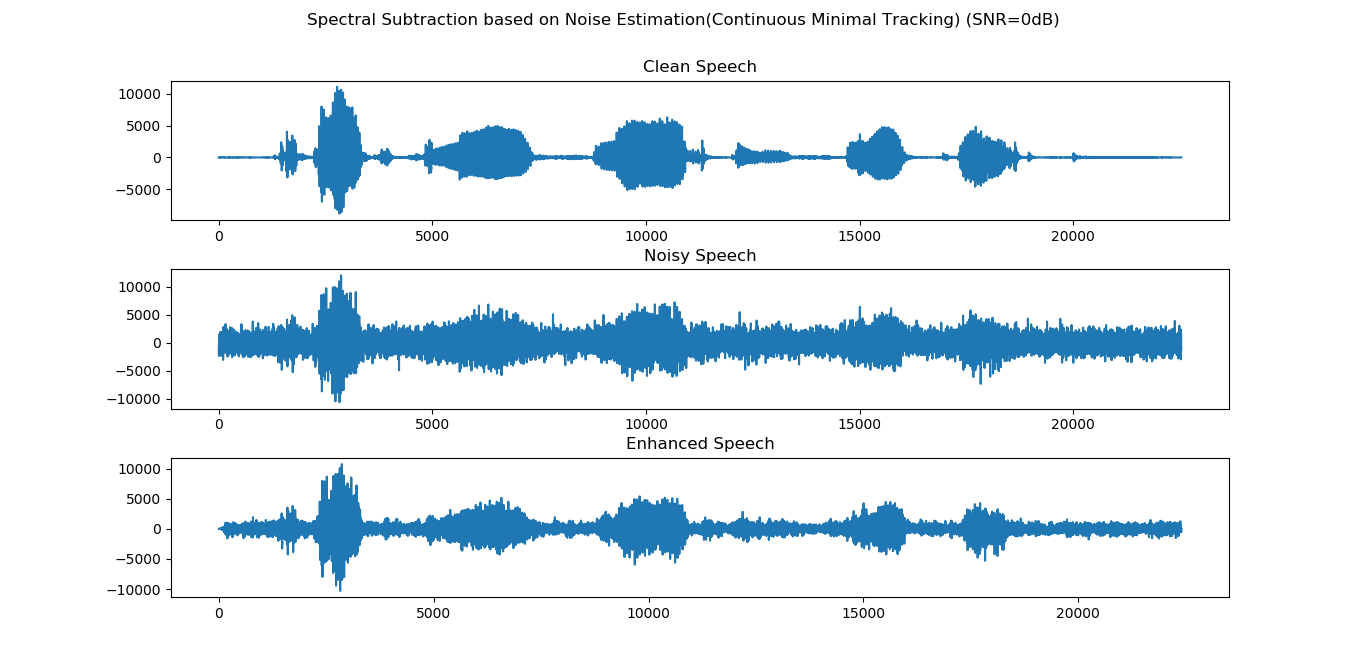 Spectral Subtraction based on Noise Estimation(Continuous Minimal Tracking) (SNR=0dB)
Clean Speech
10000
5000
0
−5000
0 5000 10000 15000 20000
Noisy Speech
10000
5000
0
−5000
−10000
0 5000 10000 15000 20000
Enhanced Speech
10000
5000
0
−5000
−10000
0 5000 10000 15000 20000